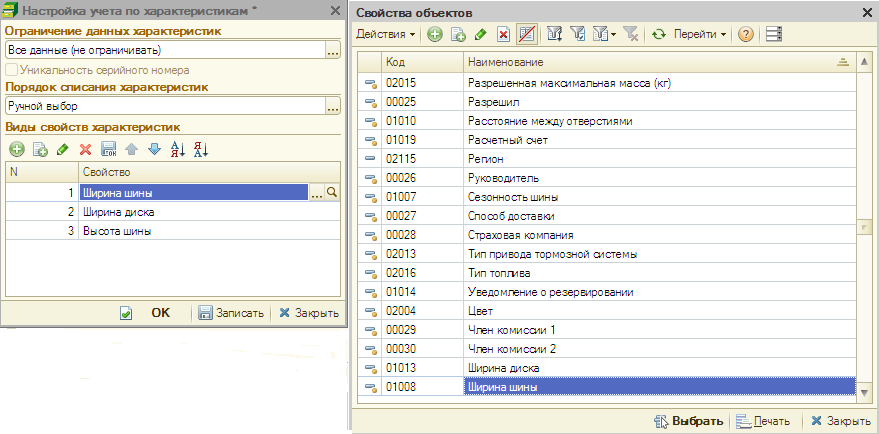 Настройка учета по характеристикам *
Ограничение данных характеристик
Все данные (не ограничивать)
...
Уникальность серийного номера
Порядок списания характеристик
Ручной выбор
...
Виды свойств характеристик
N Свойство
1 Ширина шины ...
2 Ширина диска
3 Высота шины
OK Записать Закрыть
Свойства объектов
Действия Перейти
Код Наименование
02015 Разрешенная максимальная масса (кг)
00025 Разрешил
01010 Расстояние между отверстиями
01019 Расчетный счет
02115 Регион
00026 Руководитель
01007 Сезонность шины
00027 Способ доставки
00028 Страховая компания
02013 Тип привода тормозной системы
02016 Тип топлива
01014 Уведомление о резервировании
02004 Цвет
00029 Член комиссии 1
00030 Член комиссии 2
01013 Ширина диска
01008 Ширина шины
Выбрать Печать Закрыть